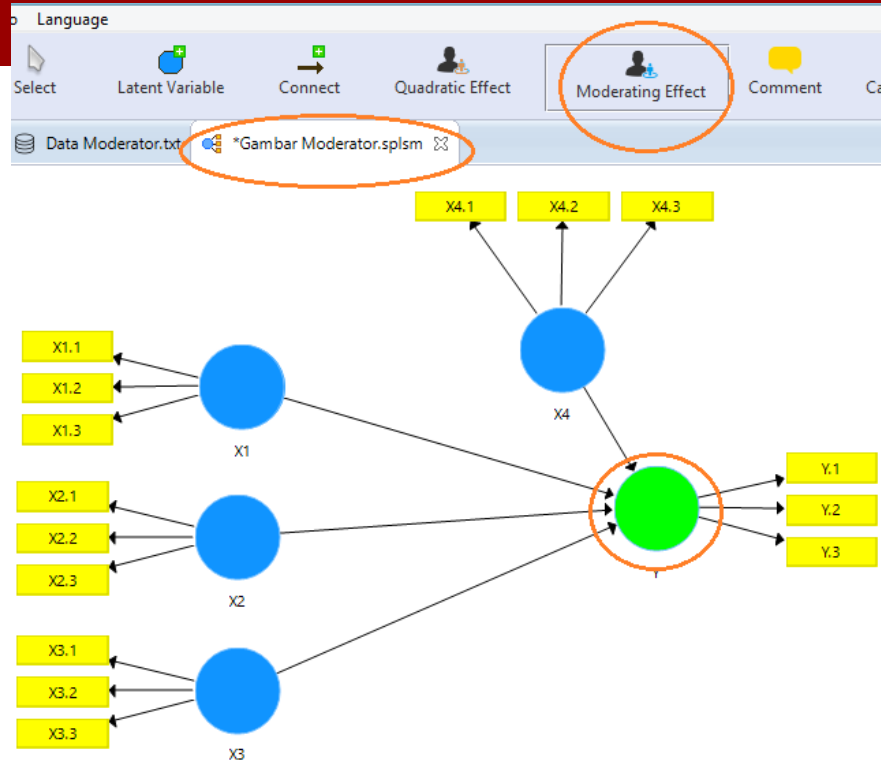 Language
Select
Latent Variable
Connect
Quadratic Effect
Moderating Effect
Comment
Data Moderator.txt
*Gambar Moderator.splsm
X4.1
X4.2
X4.3
X1.1
X1.2
X1.3
X1
X4
X2.1
X2.2
X2.3
X2
Y.1
Y.2
Y.3
Y
X3.1
X3.2
X3.3
X3